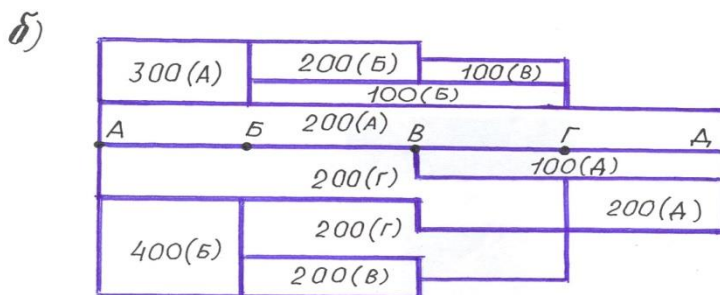 б)
300(А) 200(Б) 100(В)
100(Б)
200(А)
А Б В Г Д
100(Д)
200(Г)
200(Д)
200(Г)
400(Б)
200(В)